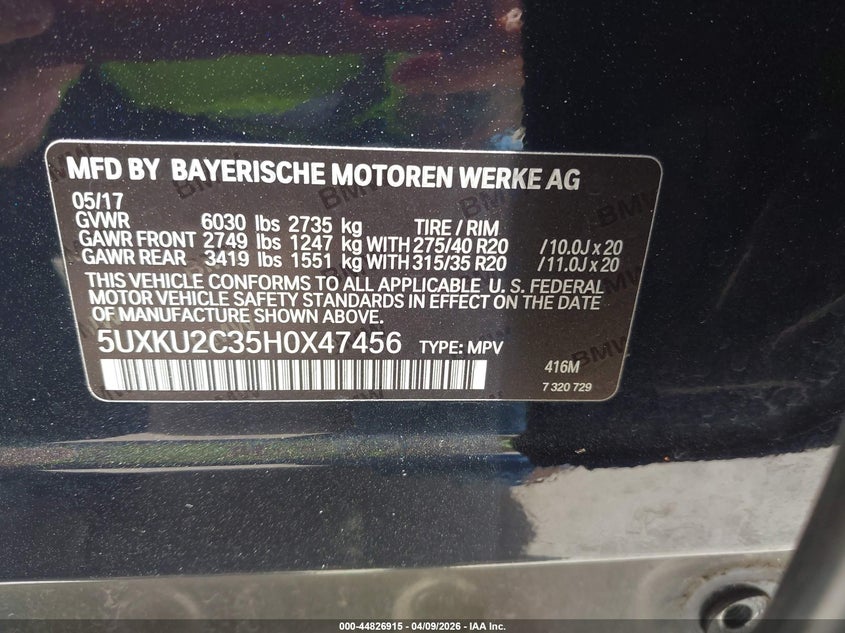 MFD BY BAYERISCHE MOTOREN WERKE AG
05/17
GVWR 6030 lbs 2735 kg TIRE / RIM
GAWR FRONT 2749 lbs 1247 kg WITH 275/40 R20 /10.0J x 20
GAWR REAR 3419 lbs 1551 kg WITH 315/35 R20 /11.0J x 20
THIS VEHICLE CONFORMS TO ALL APPLICABLE U. S. FEDERAL
MOTOR VEHICLE SAFETY STANDARDS IN EFFECT ON THE DATE
OF MANUFACTURE SHOWN ABOVE.
5UXKU2C35H0X47456 TYPE: MPV
416M
7 320 729
000-44826915 - 04/09/2026 - IAA Inc.